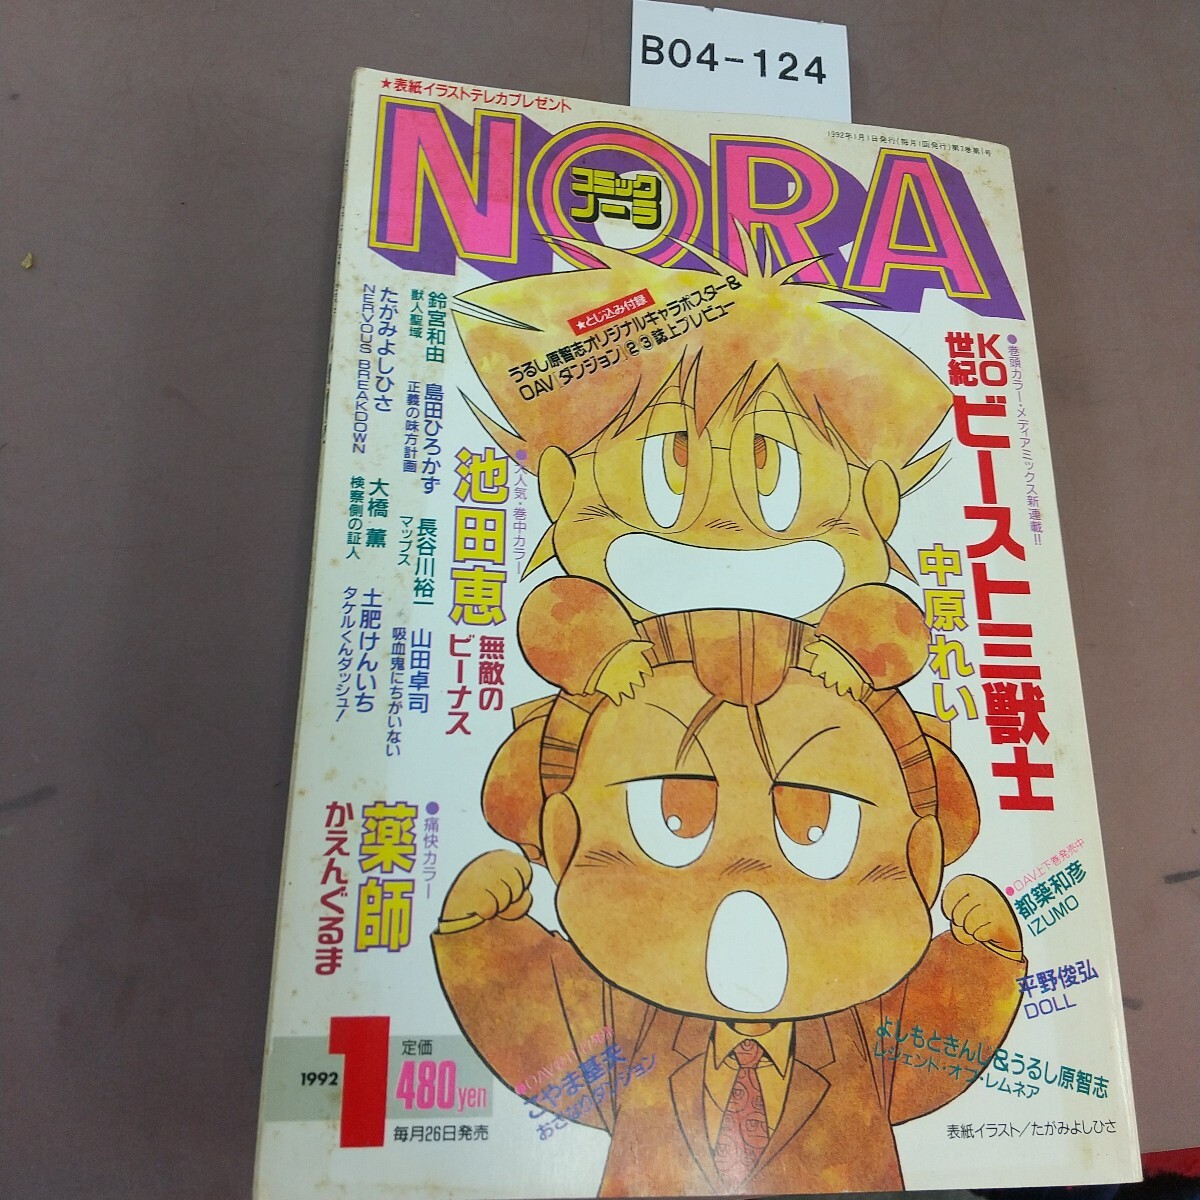 B04-124
★表紙イラストテレカプレゼント
1992年1月1日発行(毎月1回発行)第7巻第1号
NORA
コミック
ノーラ
★とじ込み付録
うるし原智志オリジナルキャラポスター&
OAV「ダンジョン」2・3誌上プレビュー
●巻頭カラー・メディアミックス新連載!!
KO
世紀
ビースト三獣士
中原れい
鈴宮和由
獣人聖域
たがみよしひさ
NERVOUS BREAKDOWN
島田ひろかず
正義の味方計画
●大人気・巻中カラー
池田恵
無敵の
ビーナス
大橋 薫
検察側の証人
長谷川裕一
マップス
山田卓司
吸血鬼にちがいない
土肥けんいち
タケルくんダッシュ!
●痛快カラー
薬師
かえんぐるま
●OAV上下巻発売中
都築和彦
IZUMO
平野俊弘
DOLL
よしもときんじ&うるし原智志
レジェンド・オブ・レムネア
こやま基夫
おざなりダンジョン
1992
1
定価
480yen
毎月26日発売
表紙イラスト/たがみよしひさ